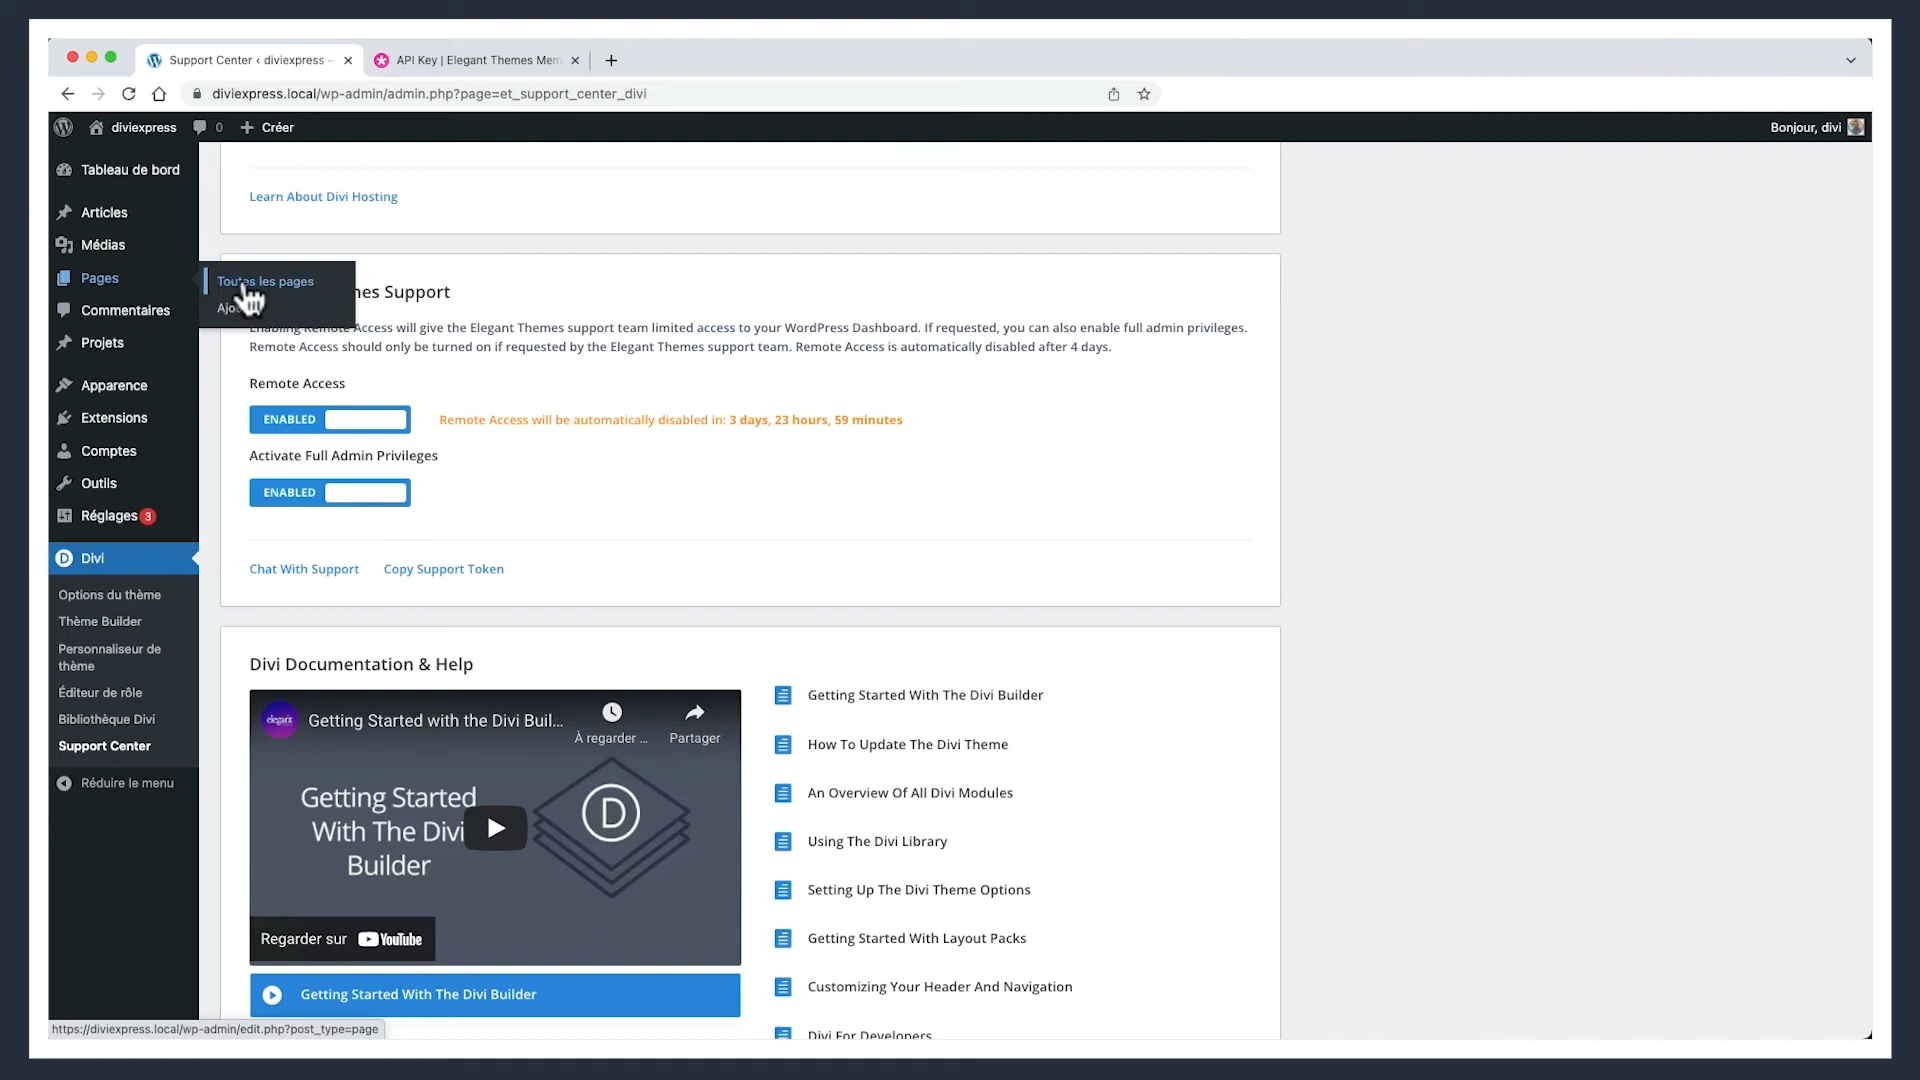 Support Center ‹ diviexpress –
API Key | Elegant Themes Mem
diviexpress.local/wp-admin/admin.php?page=et_support_center_divi
diviexpress
0
Créer
Bonjour, divi
Tableau de bord
Articles
Médias
Pages
Commentaires
Projets
Apparence
Extensions
Comptes
Outils
Réglages 3
Divi
Options du thème
Thème Builder
Personnaliseur de
thème
Éditeur de rôle
Bibliothèque Divi
Support Center
Réduire le menu
Toutes les pages
Learn About Divi Hosting
Support
Enabling Remote Access will give the Elegant Themes support team limited access to your WordPress Dashboard. If requested, you can also enable full admin privileges.
Remote Access should only be turned on if requested by the Elegant Themes support team. Remote Access is automatically disabled after 4 days.
Remote Access
ENABLED
Remote Access will be automatically disabled in: 3 days, 23 hours, 59 minutes
Activate Full Admin Privileges
ENABLED
Chat With Support
Copy Support Token
Divi Documentation & Help
elegant
Getting Started with the Divi Buil...
À regarder ...
Partager
Getting Started
With The Divi
Builder
D
Regarder sur YouTube
Getting Started With The Divi Builder
Getting Started With The Divi Builder
How To Update The Divi Theme
An Overview Of All Divi Modules
Using The Divi Library
Setting Up The Divi Theme Options
Getting Started With Layout Packs
Customizing Your Header And Navigation
Divi For Developers
https://diviexpress.local/wp-admin/edit.php?post_type=page